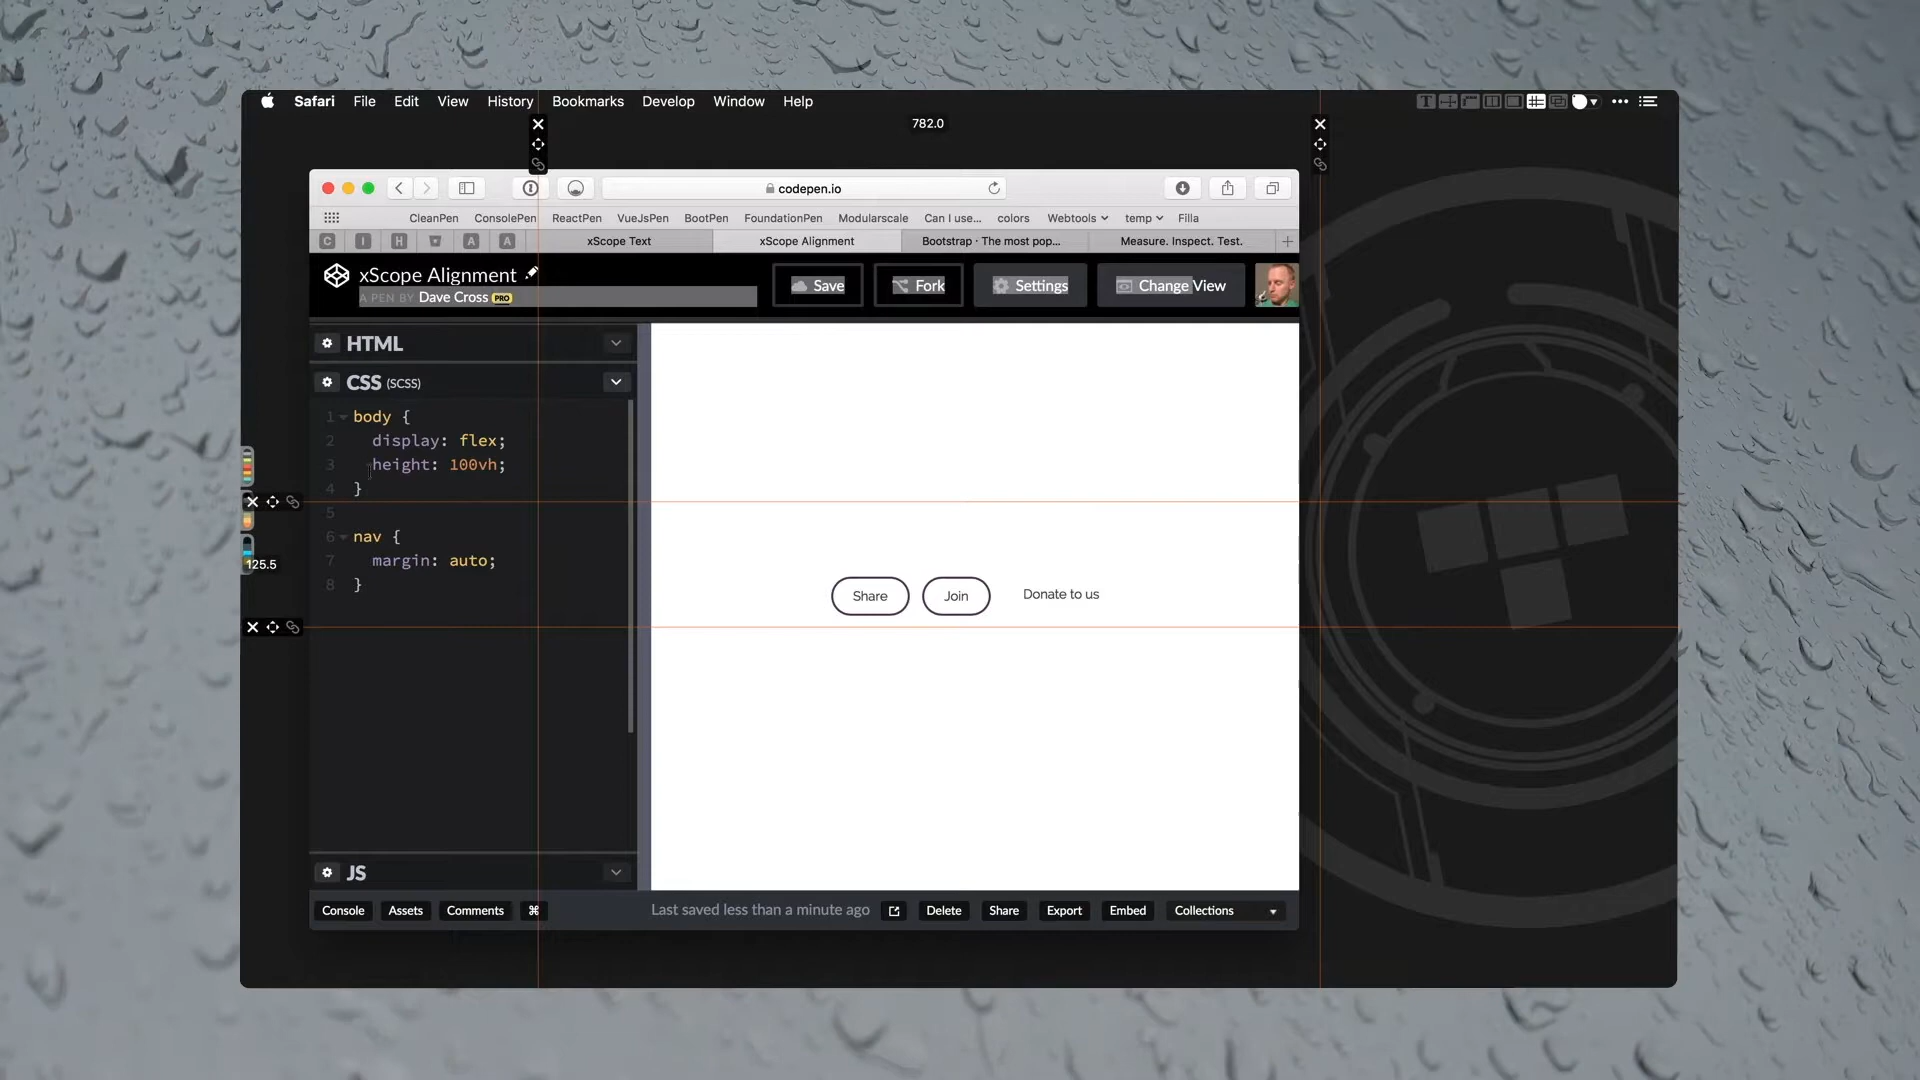 Safari File Edit View History Bookmarks Develop Window Help
782.0
codepen.io
CleanPen ConsolePen ReactPen VueJsPen BootPen FoundationPen Modularscale Can I use... colors Webtools temp Filla
C I H A A xScope Text xScope Alignment Bootstrap · The most pop... Measure. Inspect. Test.
xScope Alignment
A PEN BY Dave Cross PRO
Save Fork Settings Change View
HTML
CSS (SCSS)
1 body {
2 display: flex;
3 height: 100vh;
4 }
5
6 nav {
7 margin: auto;
8 }
125.5
Share Join Donate to us
JS
Console Assets Comments ⌘ Last saved less than a minute ago Delete Share Export Embed Collections